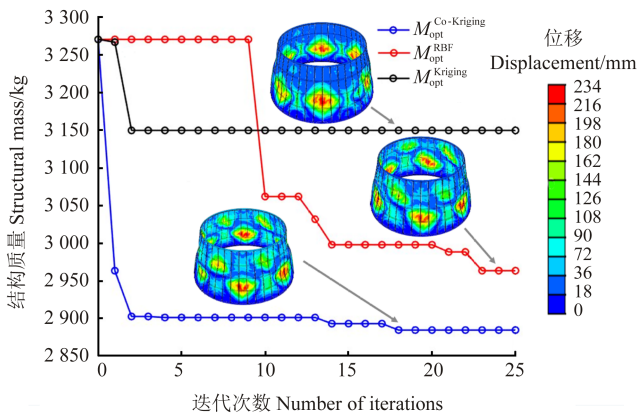 3 300
3 250
3 200
3 150
3 100
3 050
3 000
2 950
2 900
2 850
结构质量 Structural mass/kg
0 5 10 15 20 25
迭代次数 Number of iterations
M_opt^Co-Kriging
M_opt^RBF
M_opt^Kriging
位移
Displacement/mm
234
216
198
180
162
144
126
108
90
72
36
18
0